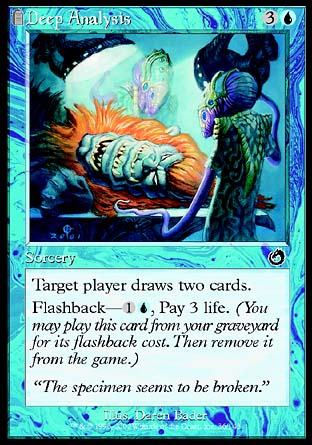 Deep Analysis 3
2001
Sorcery
Target player draws two cards.
Flashback—1, Pay 3 life. (You
may play this card from your graveyard
for its flashback cost. Then remove it
from the game.)
"The specimen seems to be broken."
Illus. Daren Bader